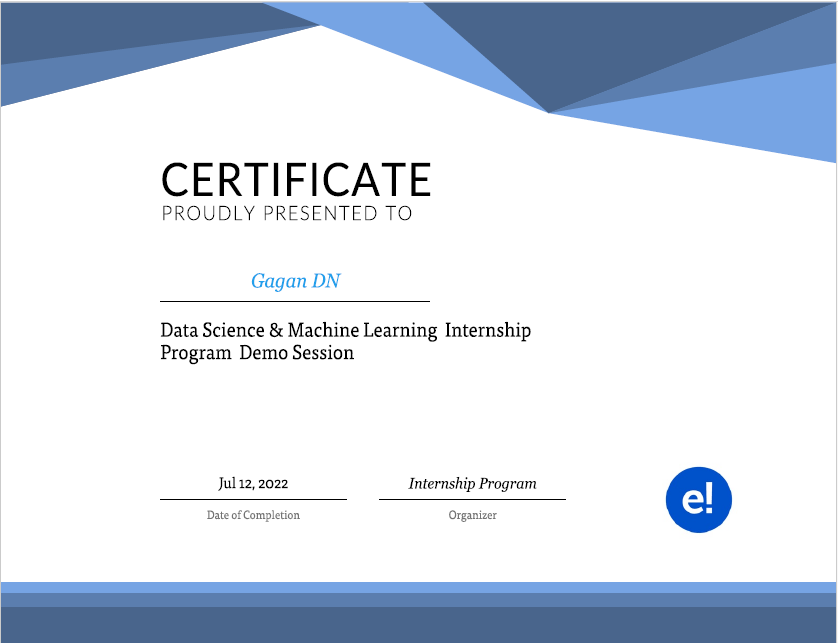 CERTIFICATE
PROUDLY PRESENTED TO
Gagan DN
Data Science & Machine Learning Internship
Program Demo Session
Jul 12, 2022
Internship Program
Date of Completion
Organizer
e!